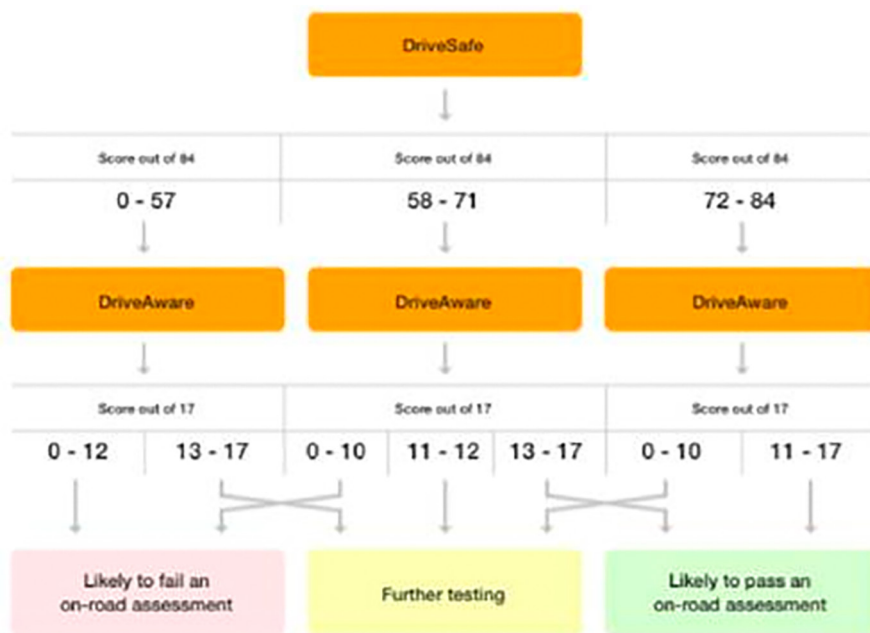 DriveSafe
Score out of 84
Score out of 84
Score out of 84
0 - 57
58 - 71
72 - 84
DriveAware
DriveAware
DriveAware
Score out of 17
Score out of 17
Score out of 17
0 - 12
13 - 17
0 - 10
11 - 12
13 - 17
0 - 10
11 - 17
Likely to fail an
on-road assessment
Further testing
Likely to pass an
on-road assessment